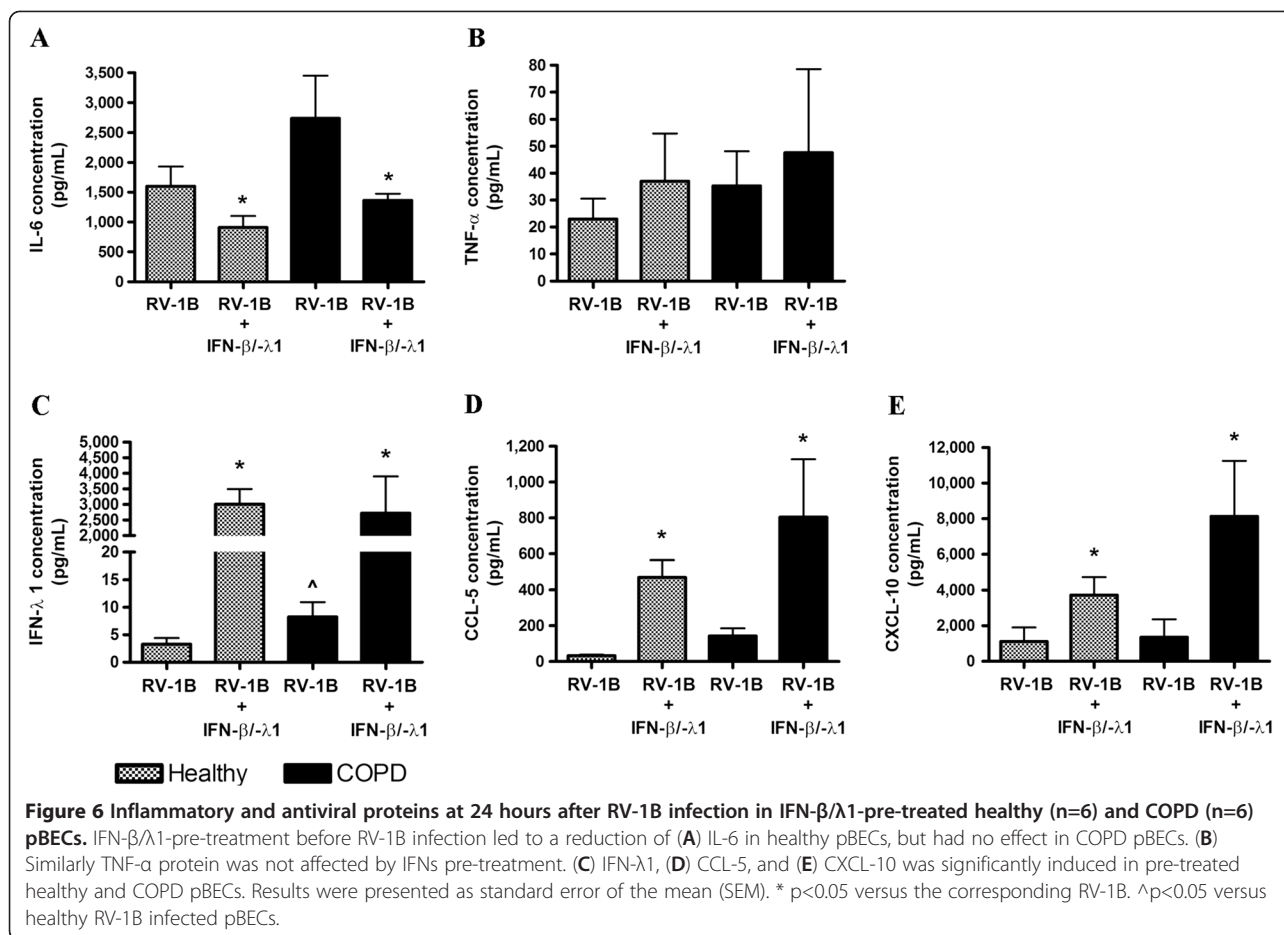 A
IL-6 concentration
(pg/mL)
3,500
3,000
2,500
2,000
1,500
1,000
500
0
*
*
RV-1B
RV-1B
+
IFN-β/-λ1
RV-1B
RV-1B
+
IFN-β/-λ1
B
TNF-α concentration
(pg/mL)
80
70
60
50
40
30
20
10
0
RV-1B
RV-1B
+
IFN-β/-λ1
RV-1B
RV-1B
+
IFN-β/-λ1
C
IFN-λ 1 concentration
(pg/mL)
5,000
4,500
4,000
3,500
3,000
2,500
2,000
20
15
10
5
0
*
^
*
RV-1B
RV-1B
+
IFN-β/-λ1
RV-1B
RV-1B
+
IFN-β/-λ1
D
CCL-5 concentration
(pg/mL)
1,200
1,000
800
600
400
200
0
*
*
RV-1B
RV-1B
+
IFN-β/-λ1
RV-1B
RV-1B
+
IFN-β/-λ1
E
CXCL-10 concentration
(pg/mL)
12,000
10,000
8,000
6,000
4,000
2,000
0
*
*
RV-1B
RV-1B
+
IFN-β/-λ1
RV-1B
RV-1B
+
IFN-β/-λ1
Healthy COPD
Figure 6 Inflammatory and antiviral proteins at 24 hours after RV-1B infection in IFN-β/λ1-pre-treated healthy (n=6) and COPD (n=6)
pBECs. IFN-β/λ1-pre-treatment before RV-1B infection led to a reduction of (A) IL-6 in healthy pBECs, but had no effect in COPD pBECs. (B)
Similarly TNF-α protein was not affected by IFNs pre-treatment. (C) IFN-λ1, (D) CCL-5, and (E) CXCL-10 was significantly induced in pre-treated
healthy and COPD pBECs. Results were presented as standard error of the mean (SEM). * p<0.05 versus the corresponding RV-1B. ^p<0.05 versus
healthy RV-1B infected pBECs.